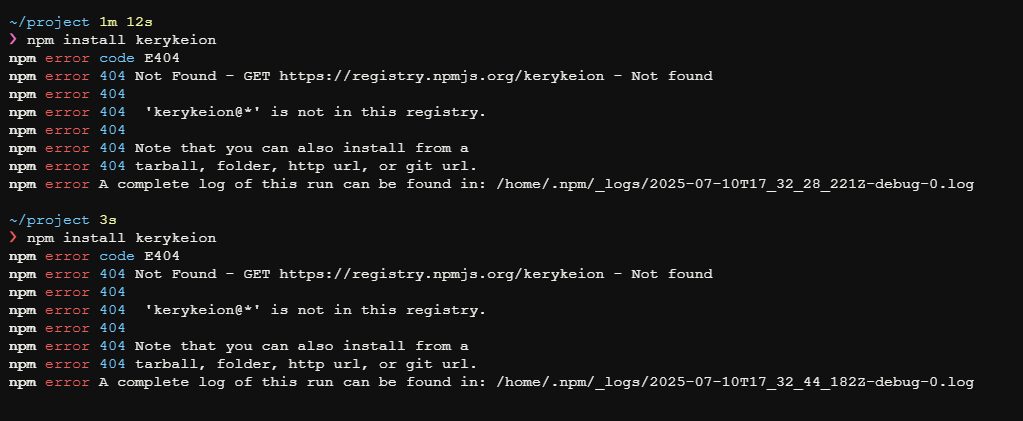 ~/project 1m 12s
❯ npm install kerykeion
npm error code E404
npm error 404 Not Found - GET https://registry.npmjs.org/kerykeion - Not found
npm error 404
npm error 404  'kerykeion@*' is not in this registry.
npm error 404
npm error 404 Note that you can also install from a
npm error 404 tarball, folder, http url, or git url.
npm error A complete log of this run can be found in: /home/.npm/_logs/2025-07-10T17_32_28_221Z-debug-0.log
~/project 3s
❯ npm install kerykeion
npm error code E404
npm error 404 Not Found - GET https://registry.npmjs.org/kerykeion - Not found
npm error 404
npm error 404  'kerykeion@*' is not in this registry.
npm error 404
npm error 404 Note that you can also install from a
npm error 404 tarball, folder, http url, or git url.
npm error A complete log of this run can be found in: /home/.npm/_logs/2025-07-10T17_32_44_182Z-debug-0.log